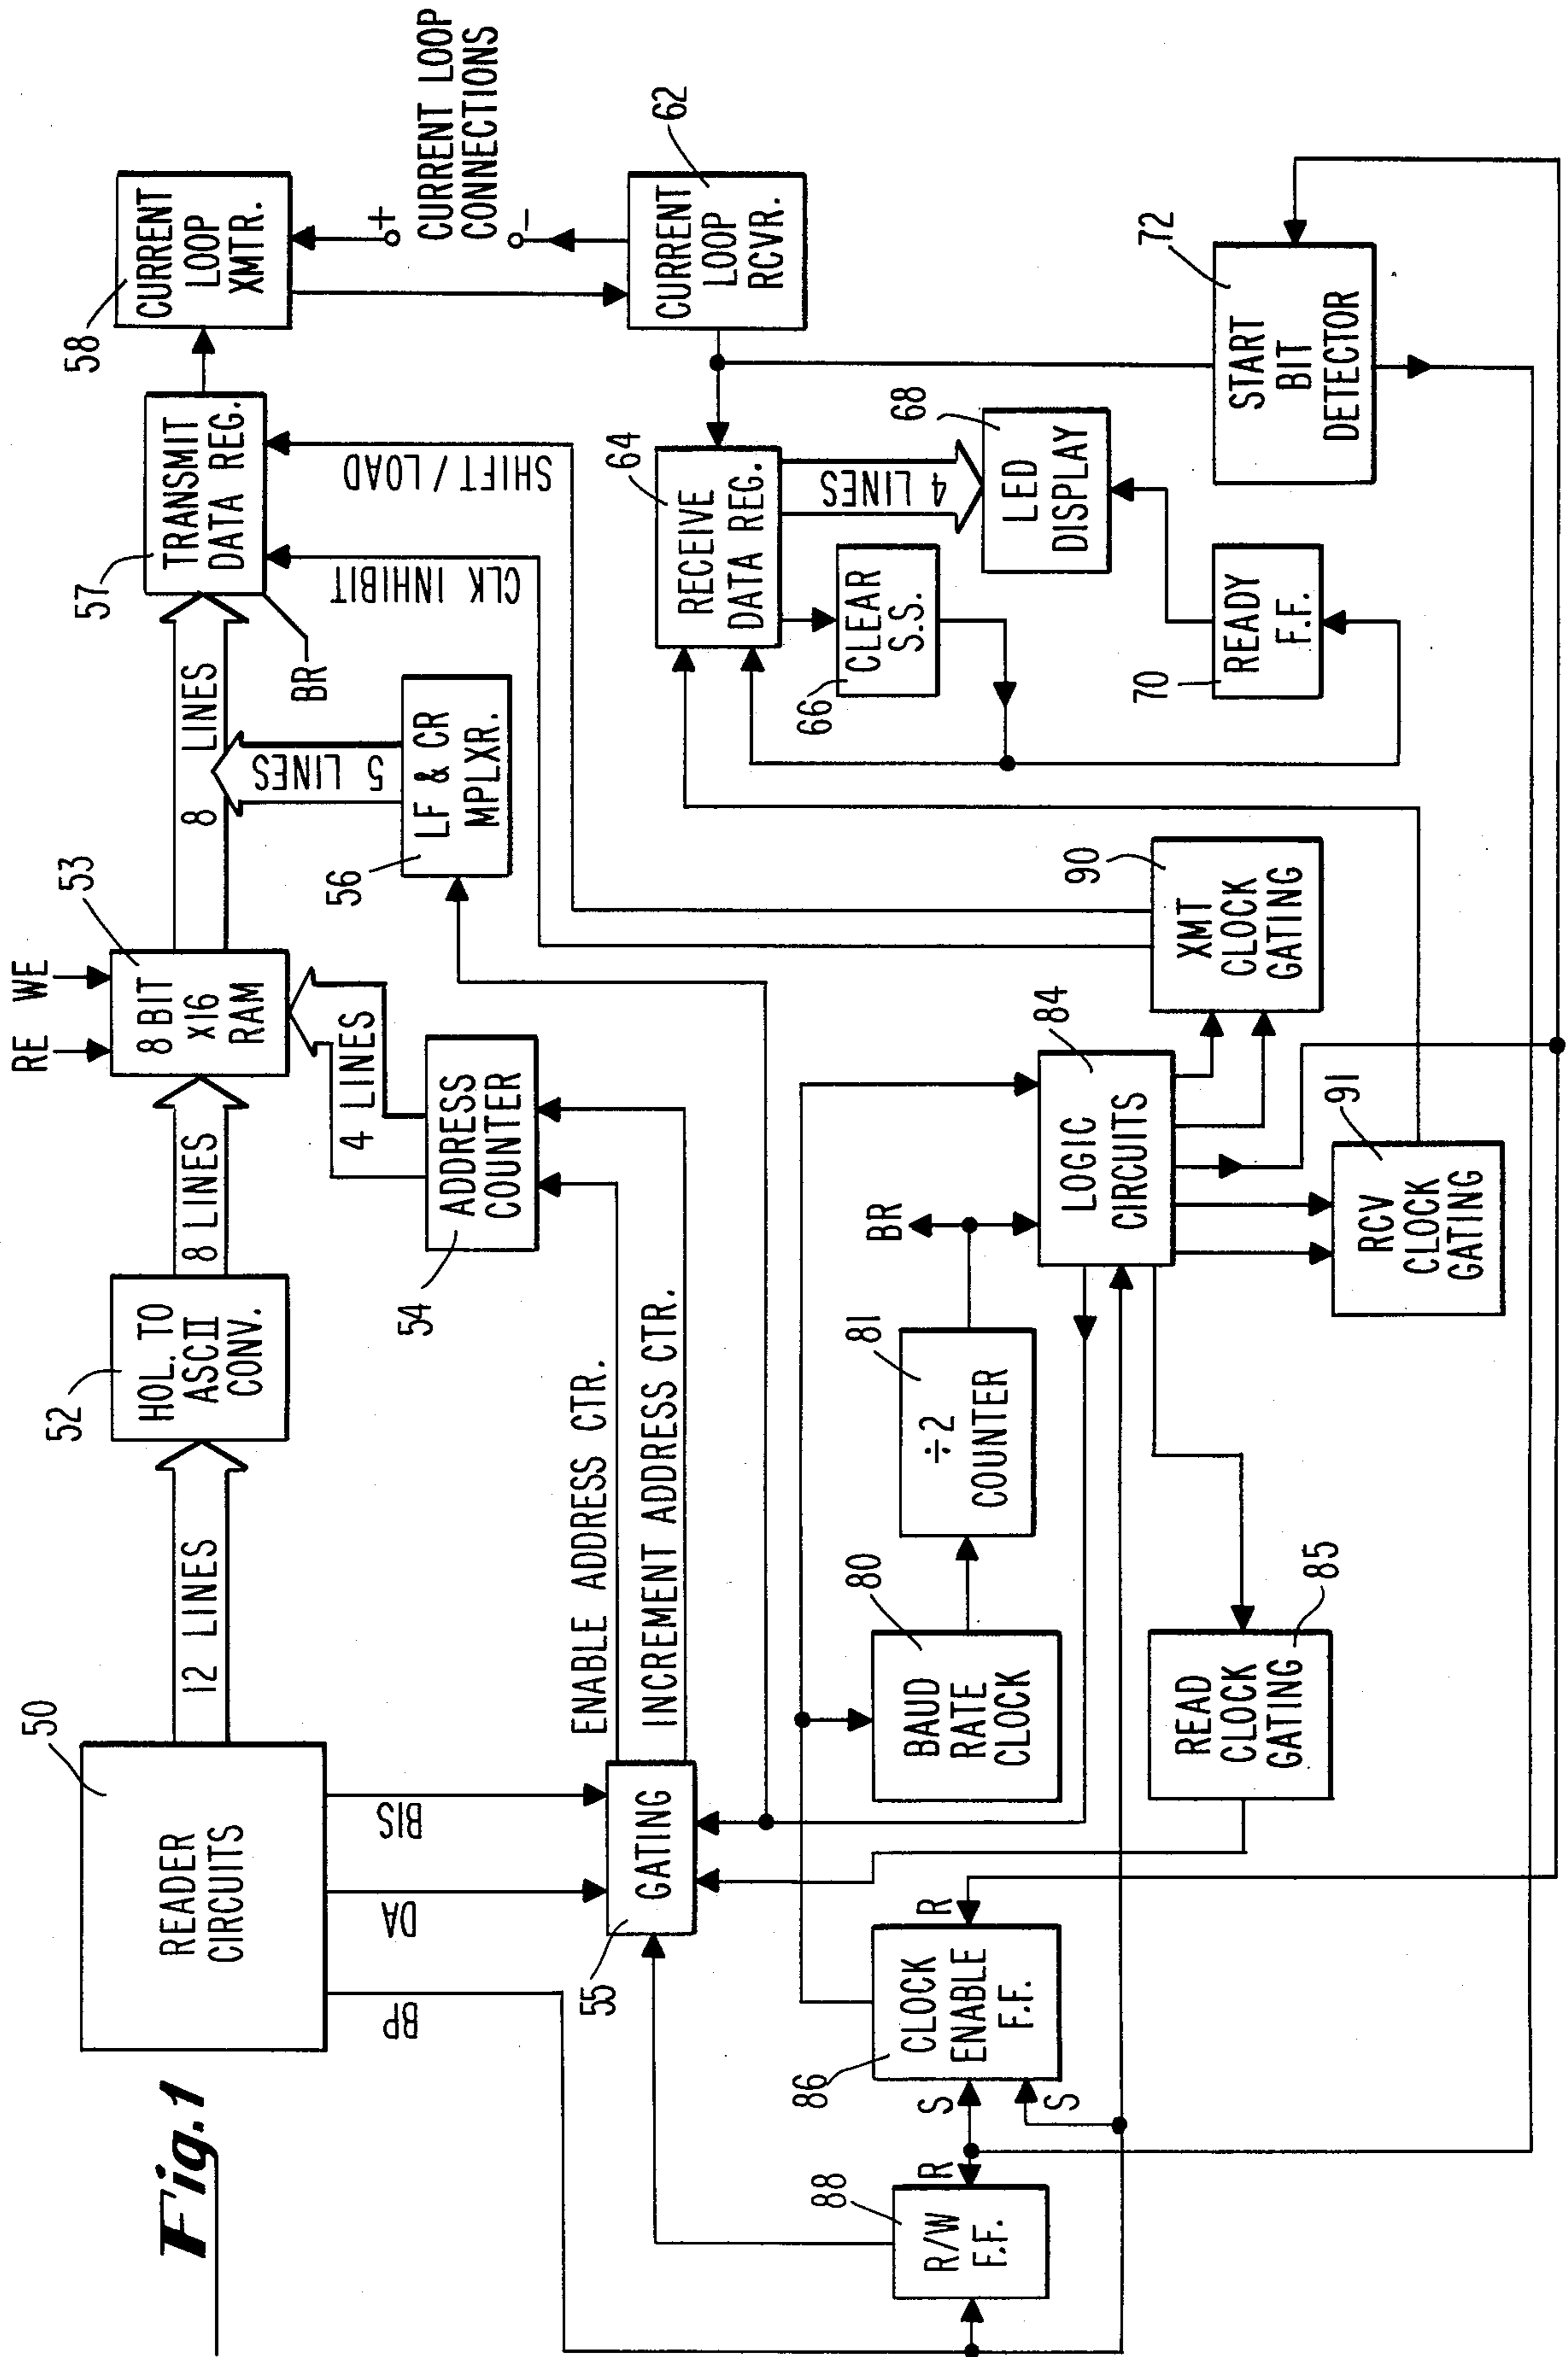 Fig.1
50
READER
CIRCUITS
12 LINES
52
HOL. TO
ASCII
CONV.
8 LINES
RE
WE
53
8 BIT
X16
RAM
8 LINES
57
TRANSMIT
DATA REG.
BR
58
CURRENT
LOOP
XMTR.
+
CURRENT LOOP
CONNECTIONS
-
62
CURRENT
LOOP
RCVR.
BP
DA
BIS
55
GATING
ENABLE ADDRESS CTR.
INCREMENT ADDRESS CTR.
54
ADDRESS
COUNTER
4 LINES
56
LF & CR
MPLXR.
5 LINES
CLK INHIBIT
SHIFT / LOAD
64
RECEIVE
DATA REG.
4 LINES
66
CLEAR
S.S.
68
LED
DISPLAY
70
READY
F.F.
72
START
BIT
DETECTOR
88
R/W
F.F.
R
S
S
86
CLOCK
ENABLE
F.F.
R
80
BAUD
RATE
CLOCK
81
÷2
COUNTER
BR
84
LOGIC
CIRCUITS
85
READ
CLOCK
GATING
90
XMT
CLOCK
GATING
91
RCV
CLOCK
GATING